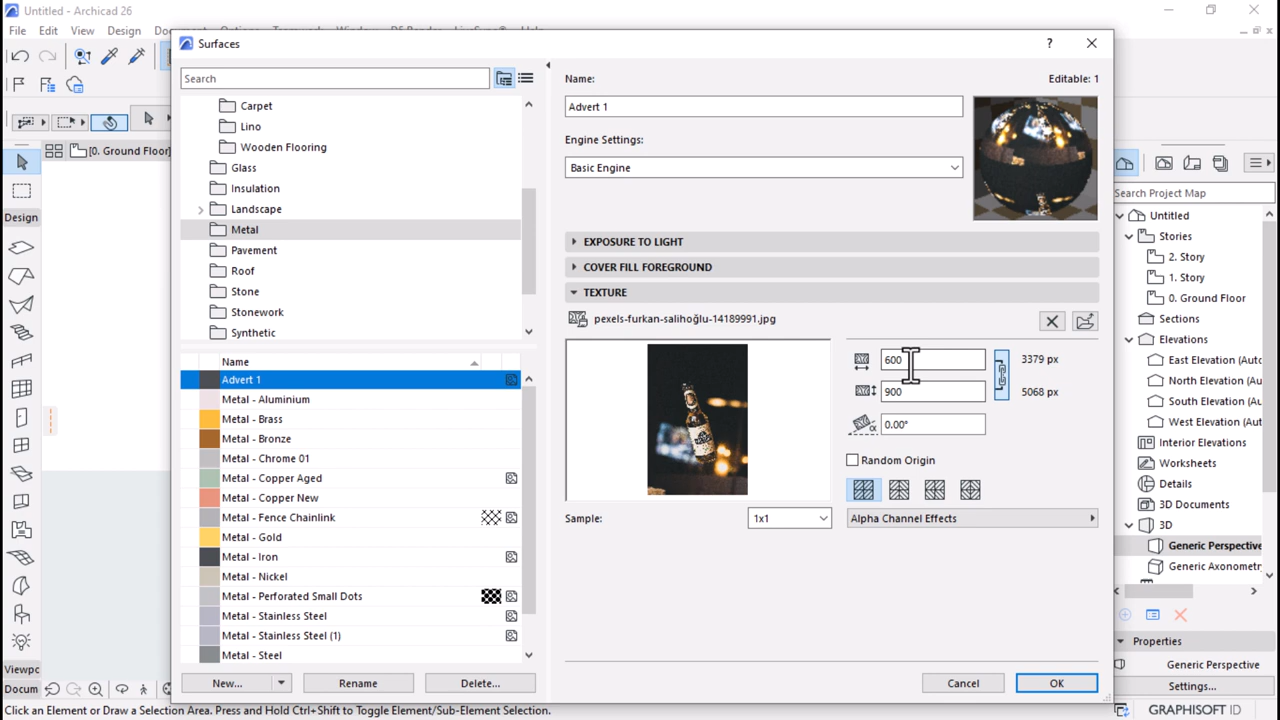 Untitled - Archicad 26
File Edit View Design
Surfaces
Search
Carpet
Lino
Wooden Flooring
Glass
Insulation
Landscape
Metal
Pavement
Roof
Stone
Stonework
Synthetic
Name
Advert 1
Metal - Aluminium
Metal - Brass
Metal - Bronze
Metal - Chrome 01
Metal - Copper Aged
Metal - Copper New
Metal - Fence Chainlink
Metal - Gold
Metal - Iron
Metal - Nickel
Metal - Perforated Small Dots
Metal - Stainless Steel
Metal - Stainless Steel (1)
Metal - Steel
New...
Rename
Delete...
Name:
Editable: 1
Advert 1
Engine Settings:
Basic Engine
EXPOSURE TO LIGHT
COVER FILL FOREGROUND
TEXTURE
pexels-furkan-salihoğlu-14189991.jpg
600
3379 px
900
5068 px
0.00°
Random Origin
Sample:
1x1
Alpha Channel Effects
Cancel
OK
[0. Ground Floor]
Design
Viewpc
Docum
Search Project Map
Untitled
Stories
2. Story
1. Story
0. Ground Floor
Sections
Elevations
East Elevation (Auto
North Elevation (Au
South Elevation (Au
West Elevation (Aut
Interior Elevations
Worksheets
Details
3D Documents
3D
Generic Perspective
Generic Axonometry
Properties
Generic Perspective
Settings...
Click an Element or Draw a Selection Area. Press and Hold Ctrl+Shift to Toggle Element/Sub-Element Selection.
GRAPHISOFT ID